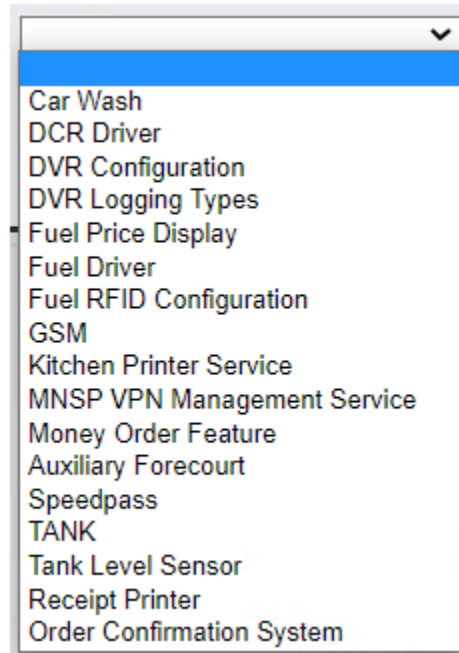 Car Wash
DCR Driver
DVR Configuration
DVR Logging Types
Fuel Price Display
Fuel Driver
Fuel RFID Configuration
GSM
Kitchen Printer Service
MNSP VPN Management Service
Money Order Feature
Auxiliary Forecourt
Speedpass
TANK
Tank Level Sensor
Receipt Printer
Order Confirmation System